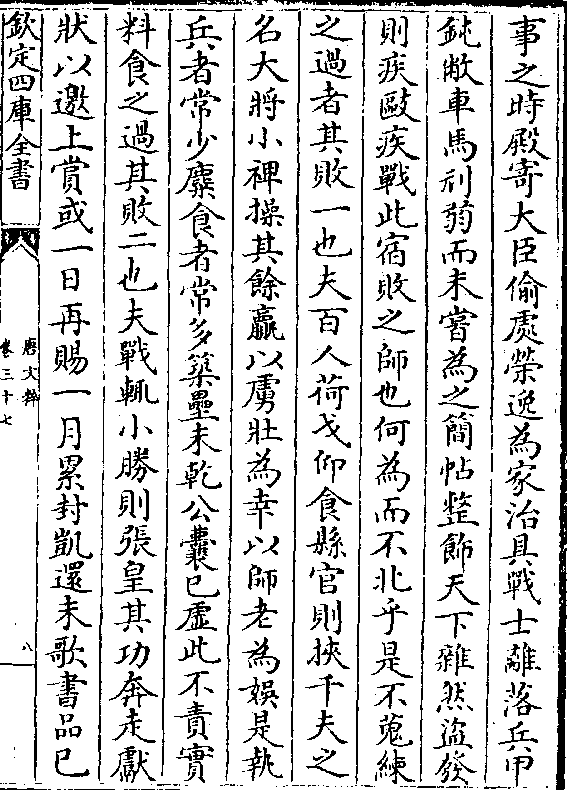 事之時殿寄大臣偷處榮逸為家治具戰士離落兵甲
鈍敝車馬刓弱而未嘗為之簡帖整飾天下雜然盜發
則疾敺疾戰此宿敗之師也何為而不北乎是不蒐練
之過者其敗一也夫百人荷戈仰食縣官則挾千夫之
名大將小裨操其餘贏以虜壯為幸以師老為娛是執
兵者常少糜食者常多築壘未乾公囊已虛此不責實
料食之過其敗二也夫戰輒小勝則張皇其功奔走獻
狀以邀上賞或一日再賜一月累封凱還未歌書品已
欽定四庫全書
唐文粹
卷三十七
八